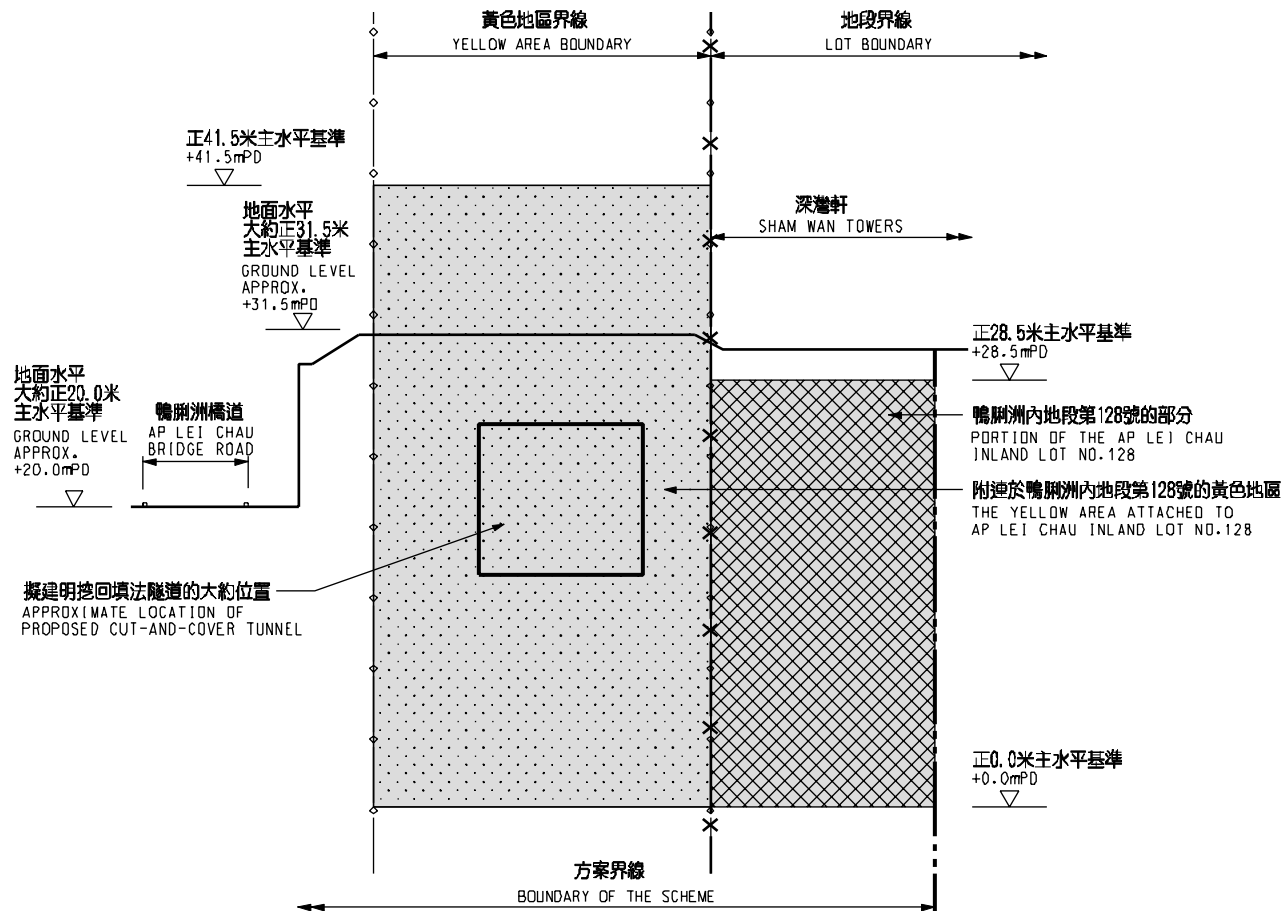 黃色地區界線
YELLOW AREA BOUNDARY
地段界線
LOT BOUNDARY
正41.5米主水平基準
+41.5mPD
地面水平
大約正31.5米
主水平基準
GROUND LEVEL
APPROX.
+31.5mPD
深灣軒
SHAM WAN TOWERS
正28.5米主水平基準
+28.5mPD
地面水平
大約正20.0米
主水平基準
GROUND LEVEL
APPROX.
+20.0mPD
鴨脷洲橋道
AP LEI CHAU
BRIDGE ROAD
鴨脷洲內地段第128號的部分
PORTION OF THE AP LEI CHAU
INLAND LOT NO.128
附連於鴨脷洲內地段第128號的黃色地區
THE YELLOW AREA ATTACHED TO
AP LEI CHAU INLAND LOT NO.128
擬建明挖回填法隧道的大約位置
APPROXIMATE LOCATION OF
PROPOSED CUT-AND-COVER TUNNEL
正0.0米主水平基準
+0.0mPD
方案界線
BOUNDARY OF THE SCHEME